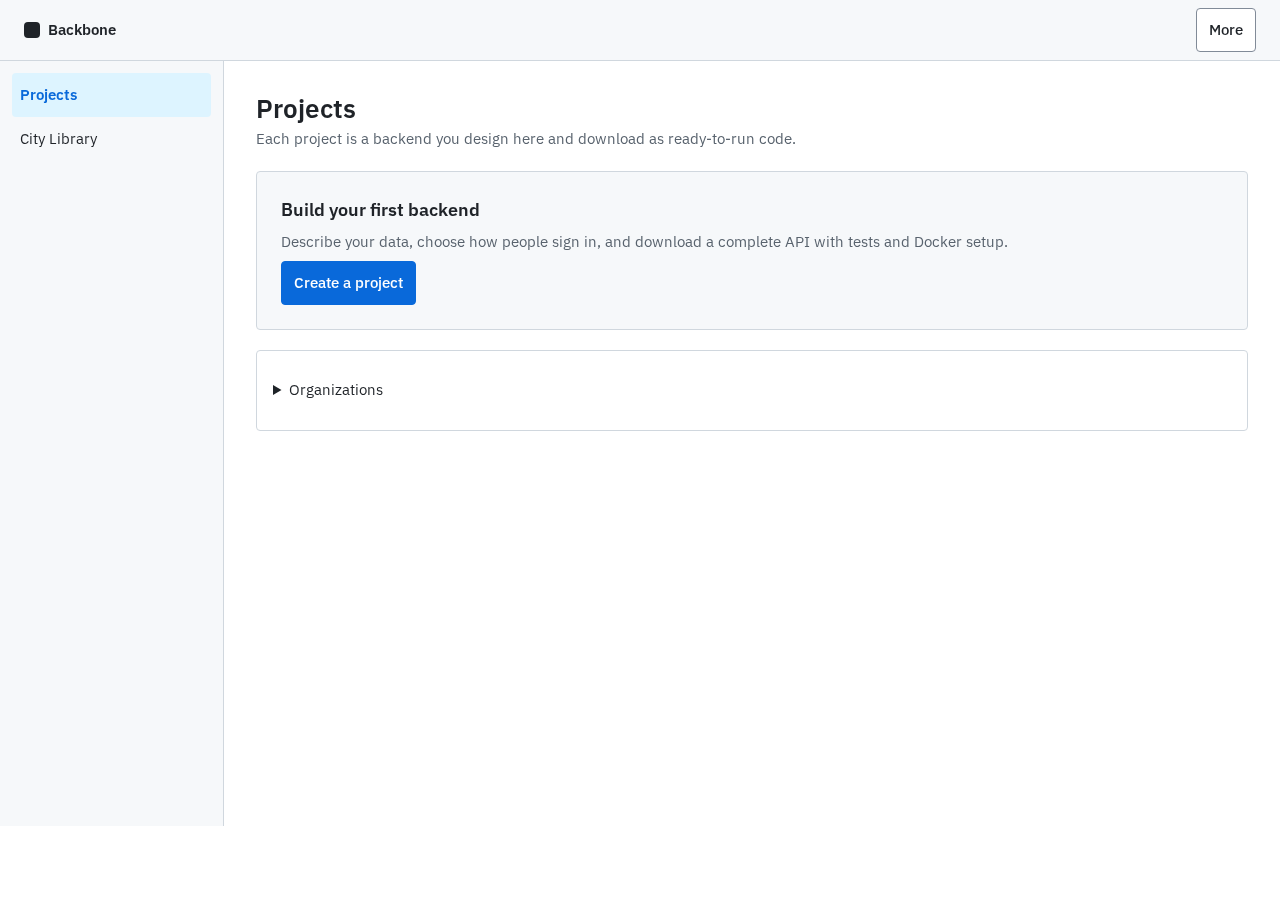 Backbone
More
Projects
City Library
Projects
Each project is a backend you design here and download as ready-to-run code.
Build your first backend
Describe your data, choose how people sign in, and download a complete API with tests and Docker setup.
Create a project
Organizations